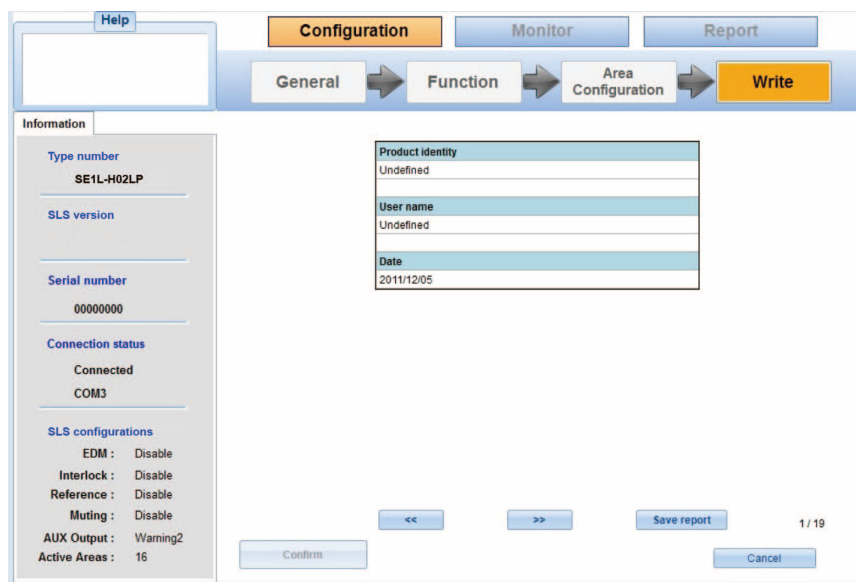 Help
Configuration
Monitor
Report
General
Function
Area
Configuration
Write
Information
Type number
SE1L-H02LP
SLS version
Serial number
00000000
Connection status
Connected
COM3
SLS configurations
EDM : Disable
Interlock : Disable
Reference : Disable
Muting : Disable
AUX Output : Warning2
Active Areas : 16
Product identity
Undefined
User name
Undefined
Date
2011/12/05
<<
>>
Save report
1 / 19
Confirm
Cancel